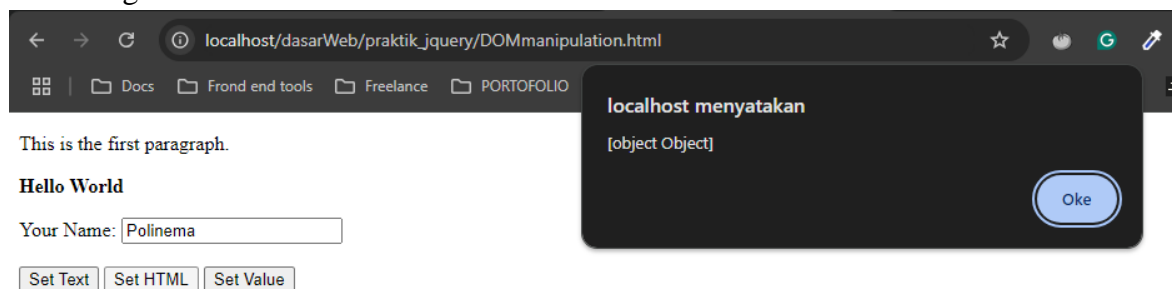 localhost/dasarWeb/praktik_jquery/DOMmanipulation.html
Docs Frond end tools Freelance PORTOFOLIO
localhost menyatakan
[object Object]
Oke
This is the first paragraph.
Hello World
Your Name: Polinema
Set Text Set HTML Set Value